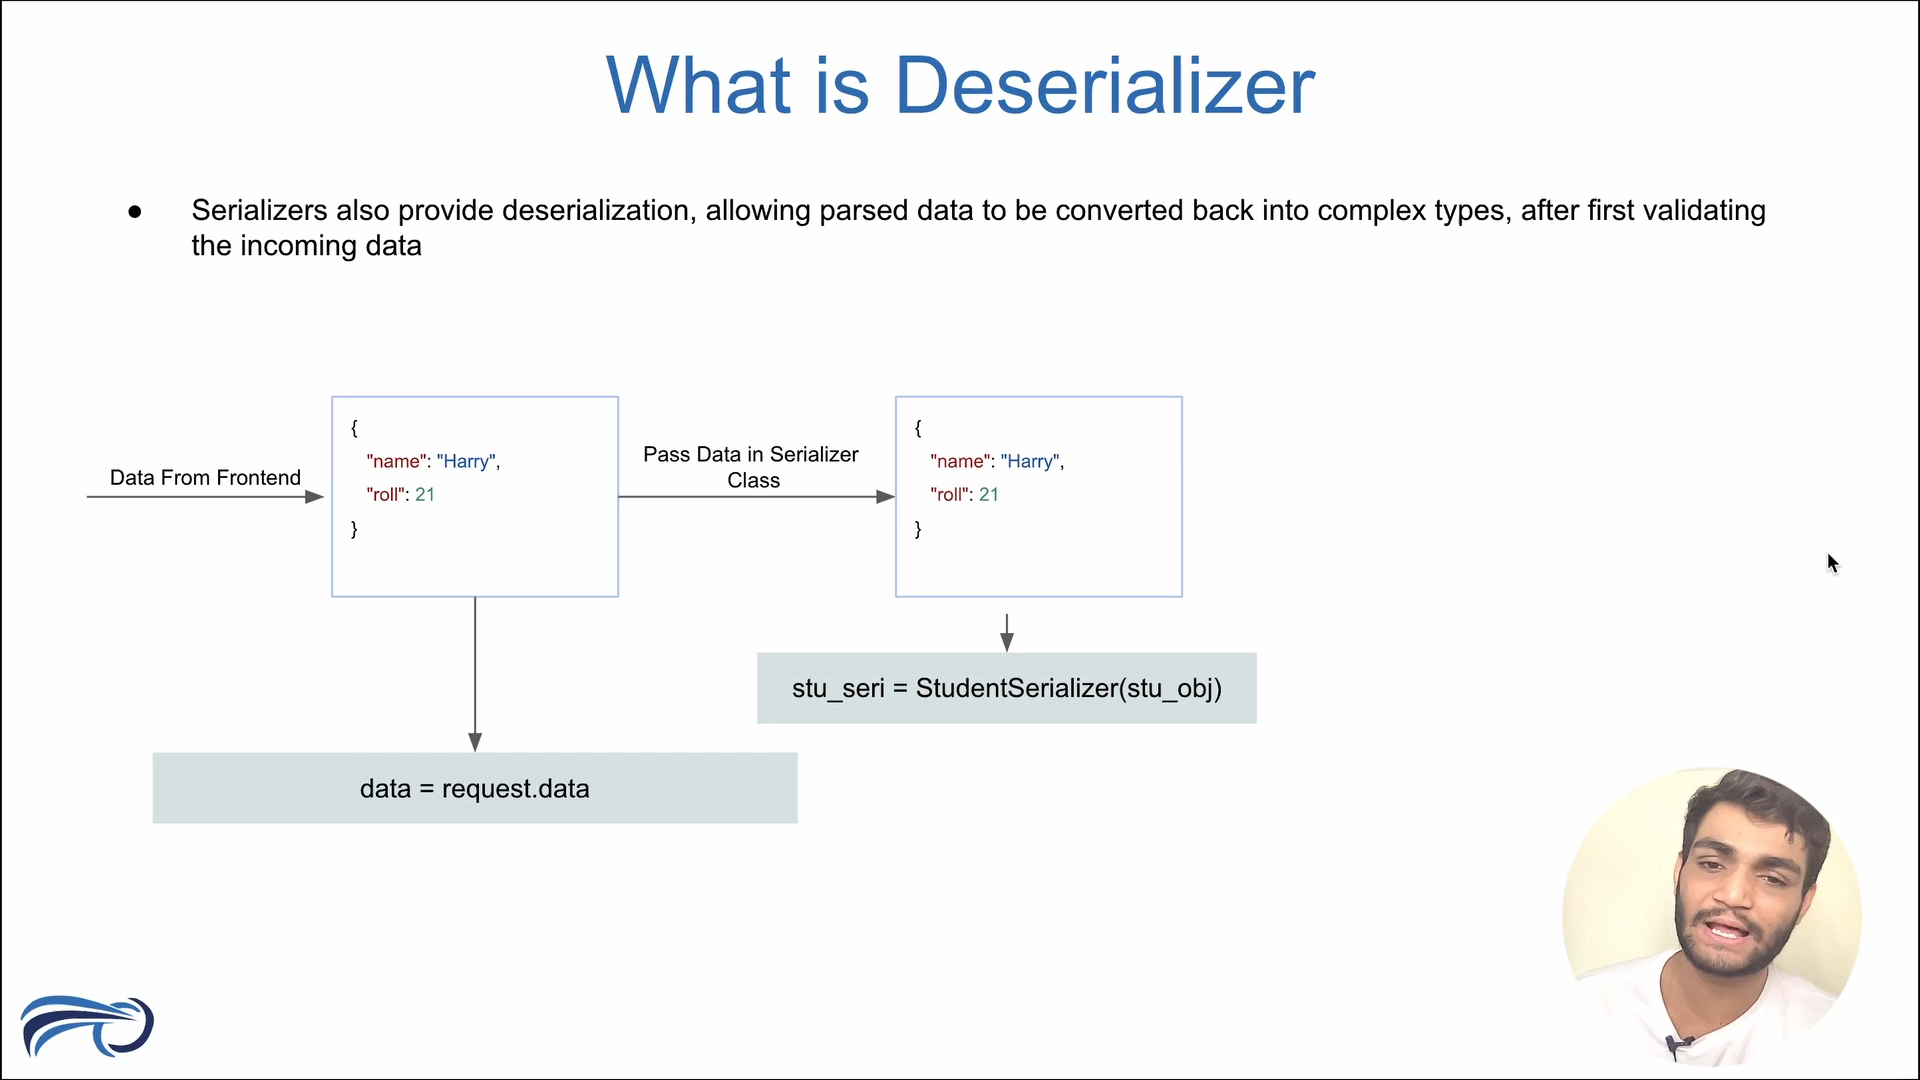 What is Deserializer
● Serializers also provide deserialization, allowing parsed data to be converted back into complex types, after first validating
the incoming data
Data From Frontend
{
"name": "Harry",
"roll": 21
}
Pass Data in Serializer
Class
{
"name": "Harry",
"roll": 21
}
stu_seri = StudentSerializer(stu_obj)
data = request.data